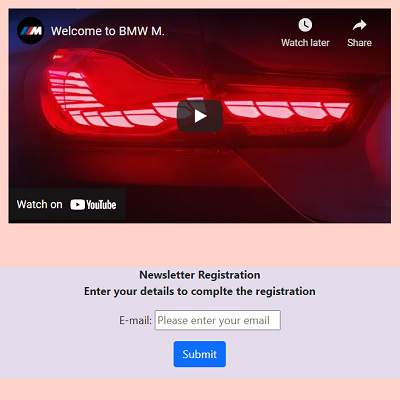 Welcome to BMW M.
Watch later
Share
Watch on YouTube
Newsletter Registration
Enter your details to complte the registration
E-mail: Please enter your email
Submit